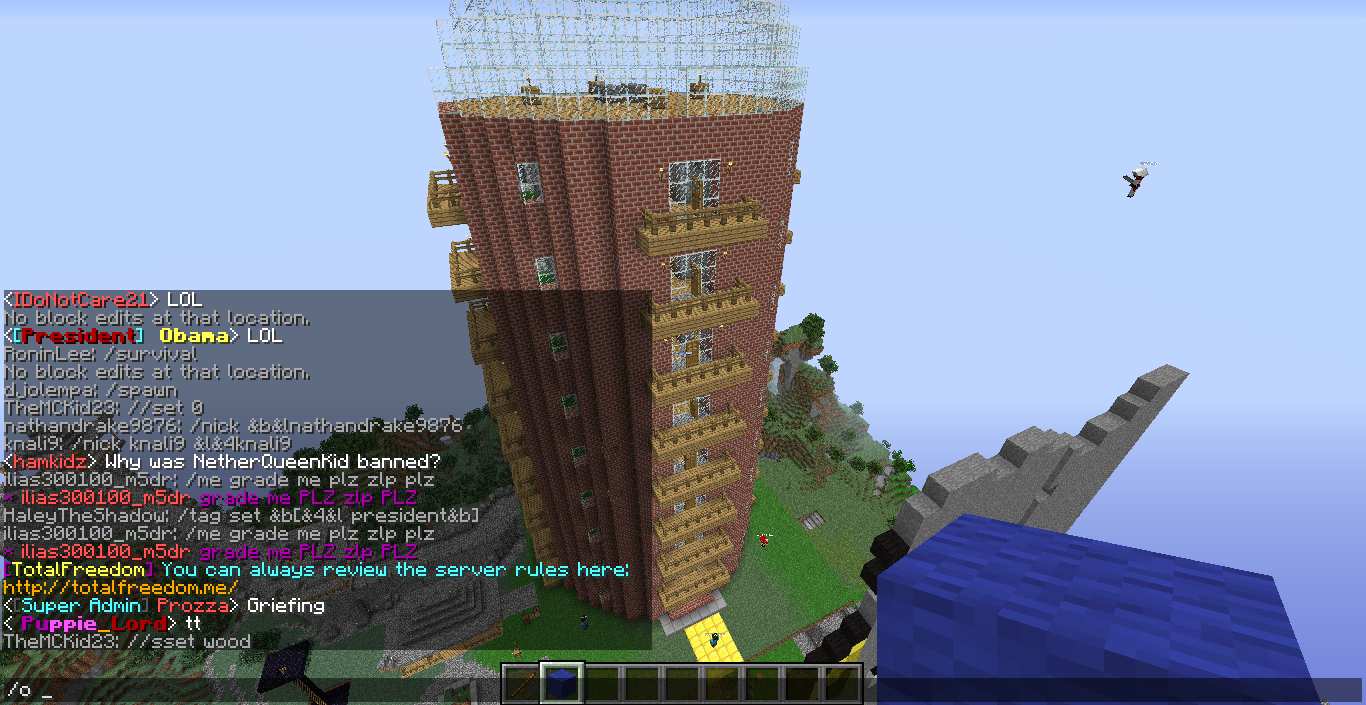 <IDoNotCare21> LOL
No block edits at that location.
<[President] Obama> LOL
RoninLee: /survival
No block edits at that location.
djolempa: /spawn
TheMCKid23: //set 0
nathandrake9876: /nick &b&lnathandrake9876
knali9: /nick knali9 &l&4knali9
<hamkidz> Why was NetherQueenKid banned?
ilias300100_m5dr: /me grade me plz zlp plz
* ilias300100_m5dr grade me PLZ zlp PLZ
HaleyTheShadow: /tag set &b[&4&l president&b]
ilias300100_m5dr: /me grade me plz zlp plz
* ilias300100_m5dr grade me PLZ zlp PLZ
[TotalFreedom] You can always review the server rules here:
http://totalfreedom.me/
<[Super Admin] Prozza> Griefing
< Puppie_Lord> tt
TheMCKid23: //sset wood
/o _